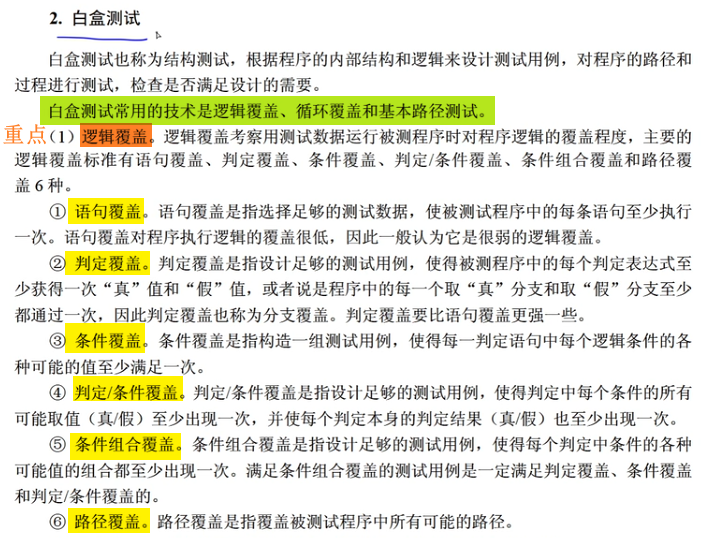 2. 白盒测试
白盒测试也称为结构测试，根据程序的内部结构和逻辑来设计测试用例，对程序的路径和
过程进行测试，检查是否满足设计的需要。
白盒测试常用的技术是逻辑覆盖、循环覆盖和基本路径测试。
重点（1）逻辑覆盖。逻辑覆盖考察用测试数据运行被测程序时对程序逻辑的覆盖程度，主要的
逻辑覆盖标准有语句覆盖、判定覆盖、条件覆盖、判定/条件覆盖、条件组合覆盖和路径覆
盖 6 种。
① 语句覆盖。语句覆盖是指选择足够的测试数据，使被测试程序中的每条语句至少执行
一次。语句覆盖对程序执行逻辑的覆盖很低，因此一般认为它是很弱的逻辑覆盖。
② 判定覆盖。判定覆盖是指设计足够的测试用例，使得被测程序中的每个判定表达式至
少获得一次“真”值和“假”值，或者说是程序中的每一个取“真”分支和取“假”分支至少
都通过一次，因此判定覆盖也称为分支覆盖。判定覆盖要比语句覆盖更强一些。
③ 条件覆盖。条件覆盖是指构造一组测试用例，使得每一判定语句中每个逻辑条件的各
种可能的值至少满足一次。
④ 判定/条件覆盖。判定/条件覆盖是指设计足够的测试用例，使得判定中每个条件的所有
可能取值（真/假）至少出现一次，并使每个判定本身的判定结果（真/假）也至少出现一次。
⑤ 条件组合覆盖。条件组合覆盖是指设计足够的测试用例，使得每个判定中条件的各种
可能值的组合都至少出现一次。满足条件组合覆盖的测试用例是一定满足判定覆盖、条件覆盖
和判定/条件覆盖的。
⑥ 路径覆盖。路径覆盖是指覆盖被测试程序中所有可能的路径。